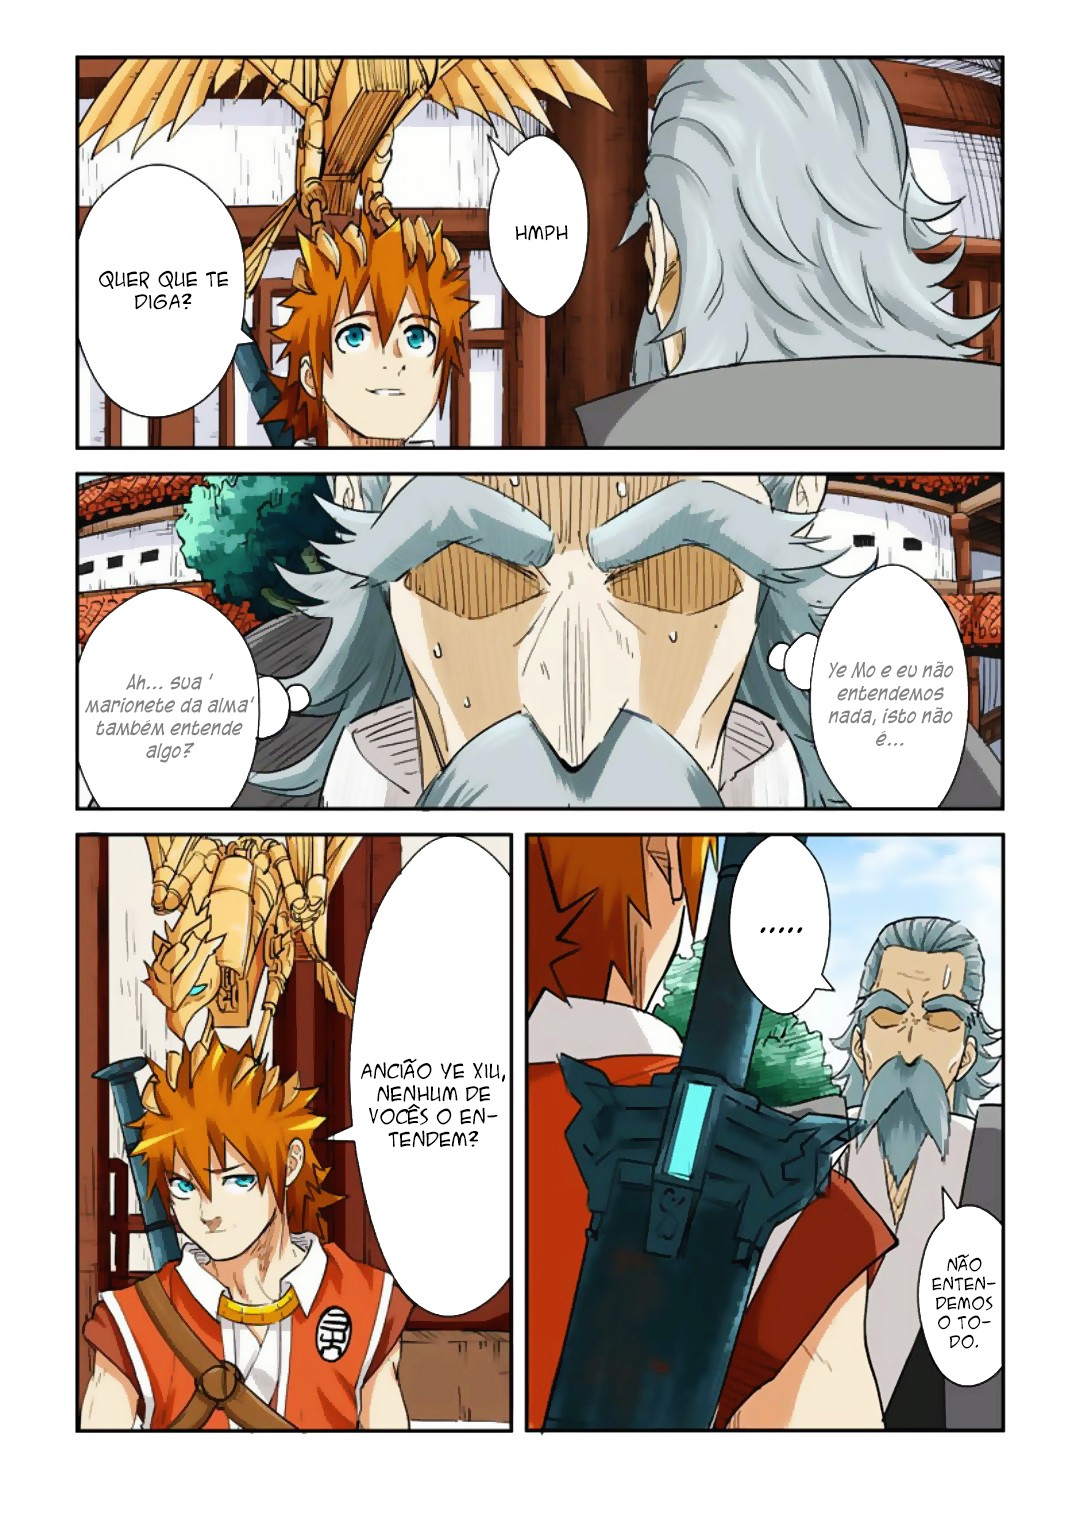 HMPH
QUER QUE TE
DIGA?
Ah... sua '
marionete da alma'
também entende
algo?
Ye Mo e eu não
entendemos
nada, isto não
é...
ANCIÃO YE XIU,
NENHUM DE
VOCÊS O EN-
TENDEM?
.....
NÃO
ENTEN-
DEMOS
O TO-
DO.